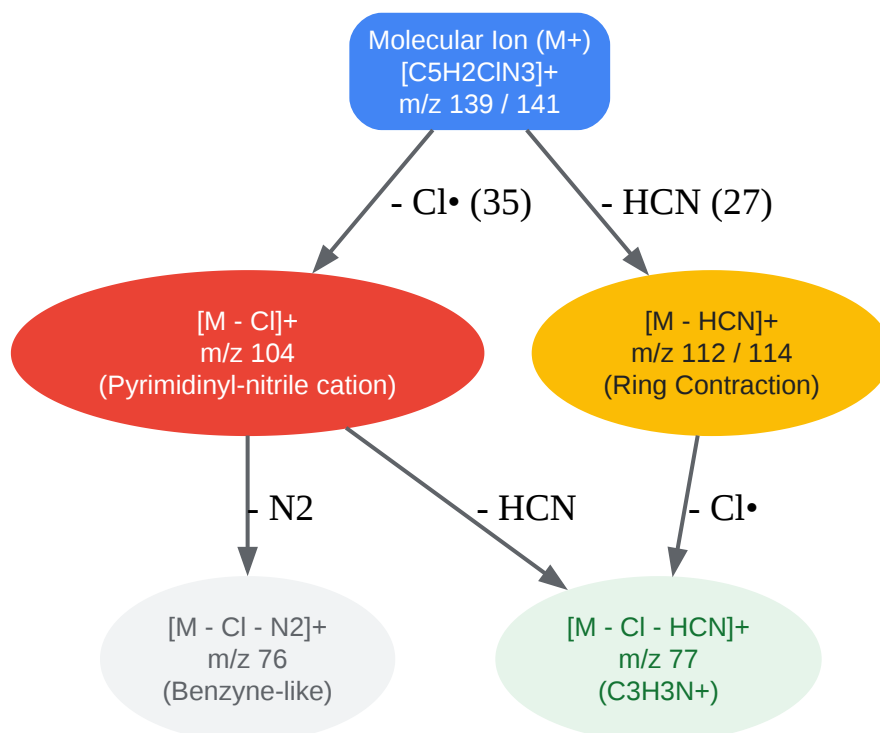 Molecular Ion (M+)
[C5H2ClN3]+
m/z 139 / 141
- Cl• (35)
- HCN (27)
[M - Cl]+
m/z 104
(Pyrimidinyl-nitrile cation)
[M - HCN]+
m/z 112 / 114
(Ring Contraction)
- N2
- HCN
- Cl•
[M - Cl - N2]+
m/z 76
(Benzyne-like)
[M - Cl - HCN]+
m/z 77
(C3H3N+)